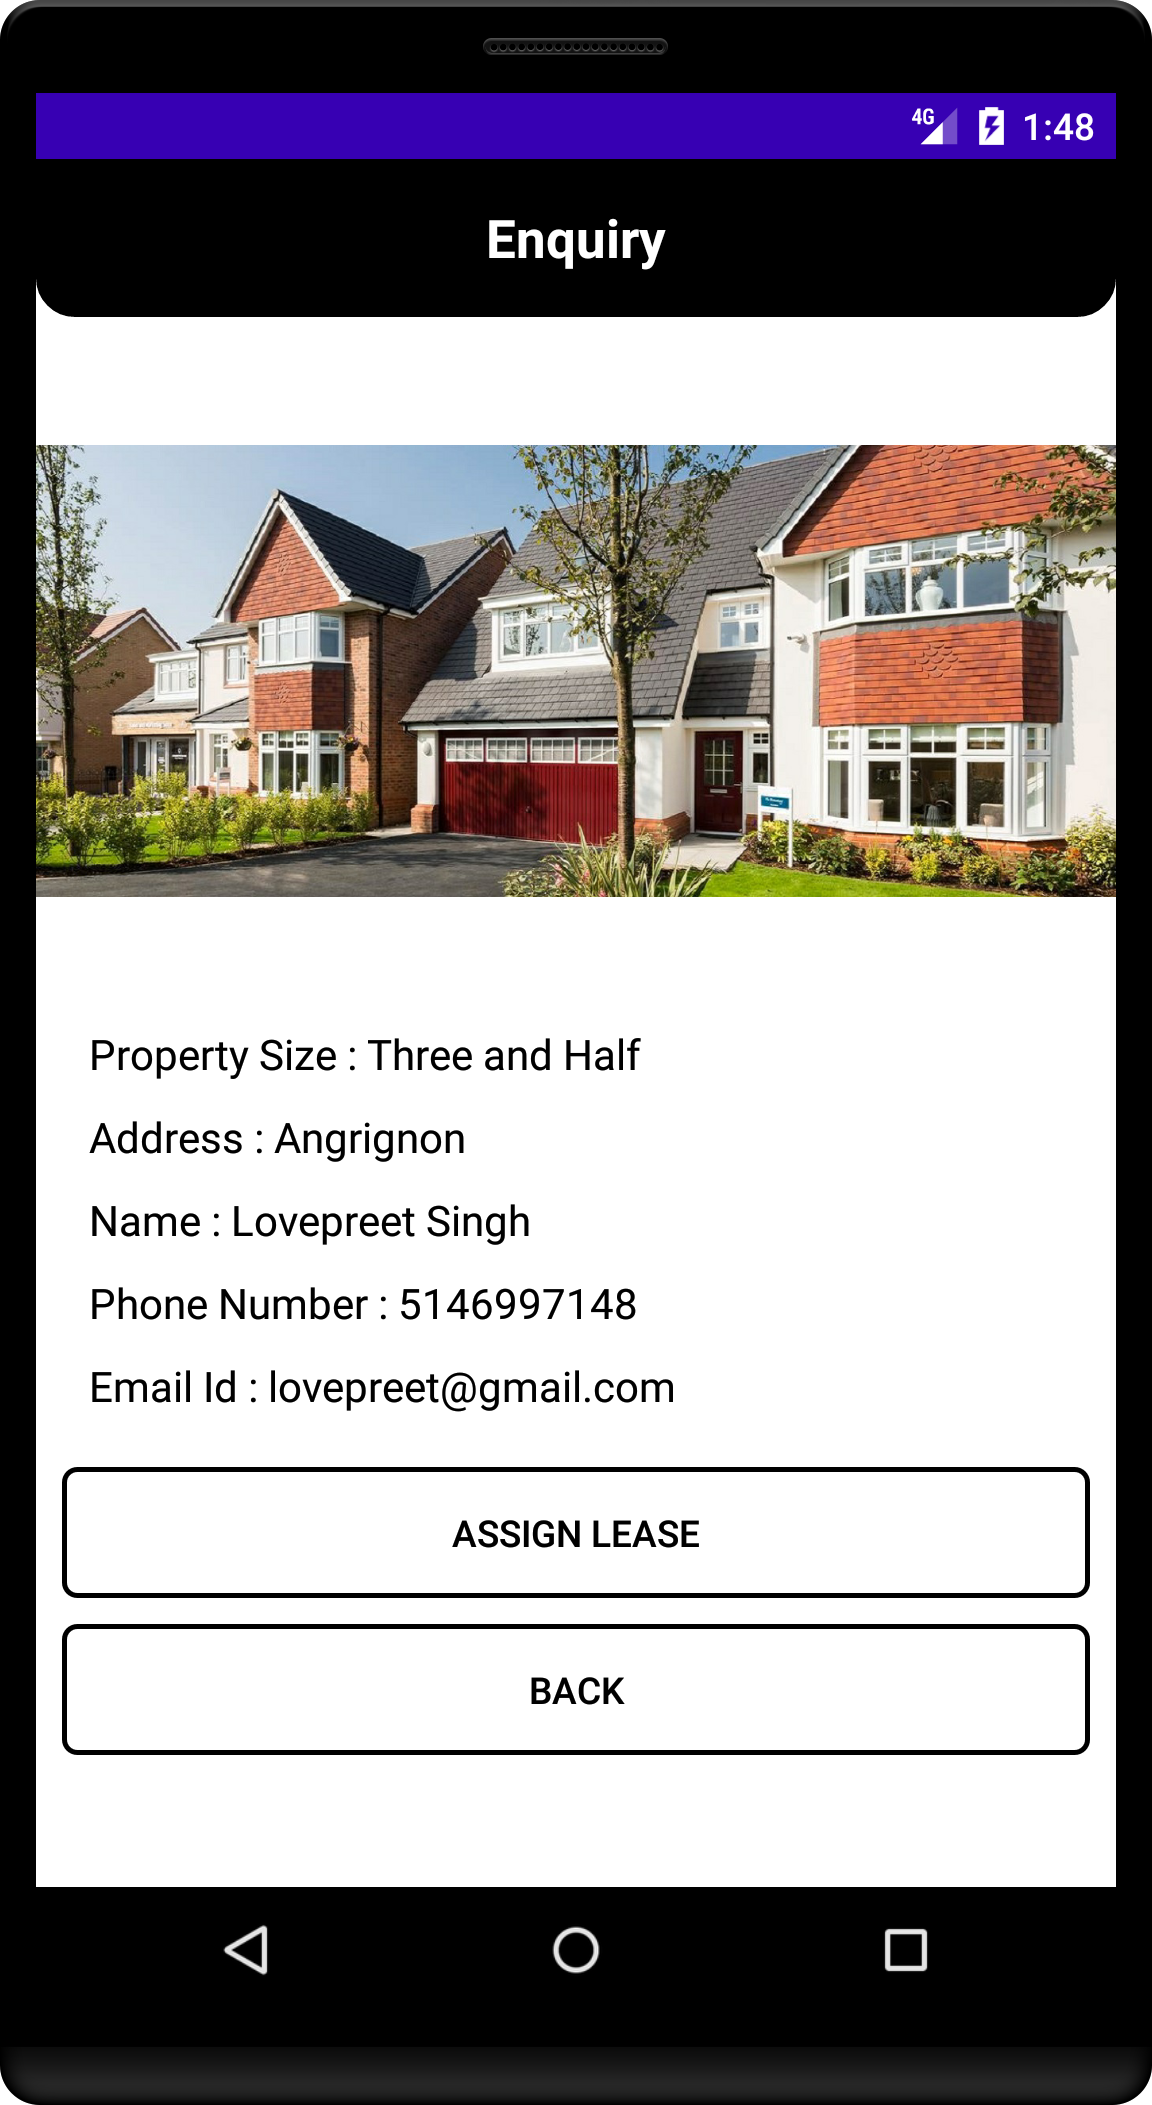 4G 1:48
Enquiry
Property Size : Three and Half
Address : Angrignon
Name : Lovepreet Singh
Phone Number : 5146997148
Email Id : lovepreet@gmail.com
ASSIGN LEASE
BACK